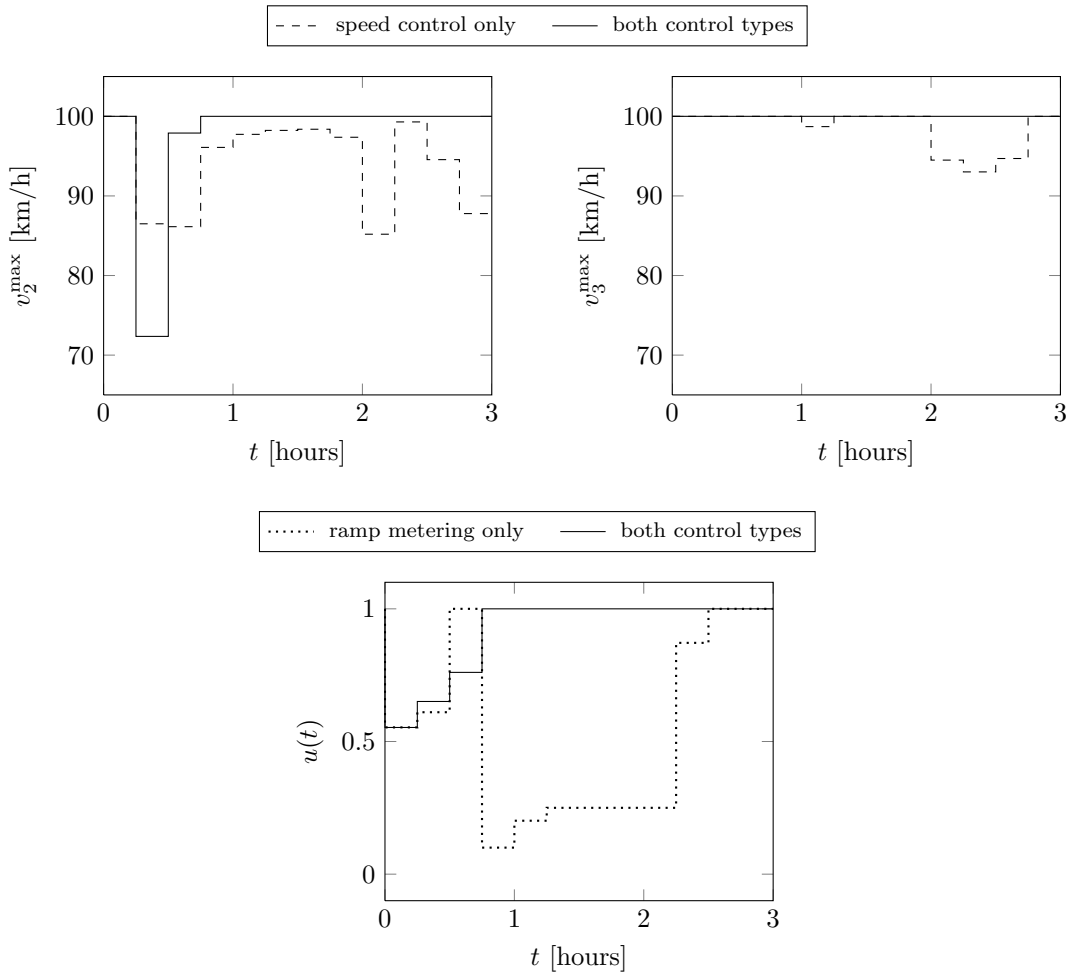 speed control only both control types
100
90
80
70
v_2^max [km/h]
0 1 2 3
t [hours]
100
90
80
70
v_3^max [km/h]
0 1 2 3
t [hours]
ramp metering only both control types
1
0.5
0
u(t)
0 1 2 3
t [hours]